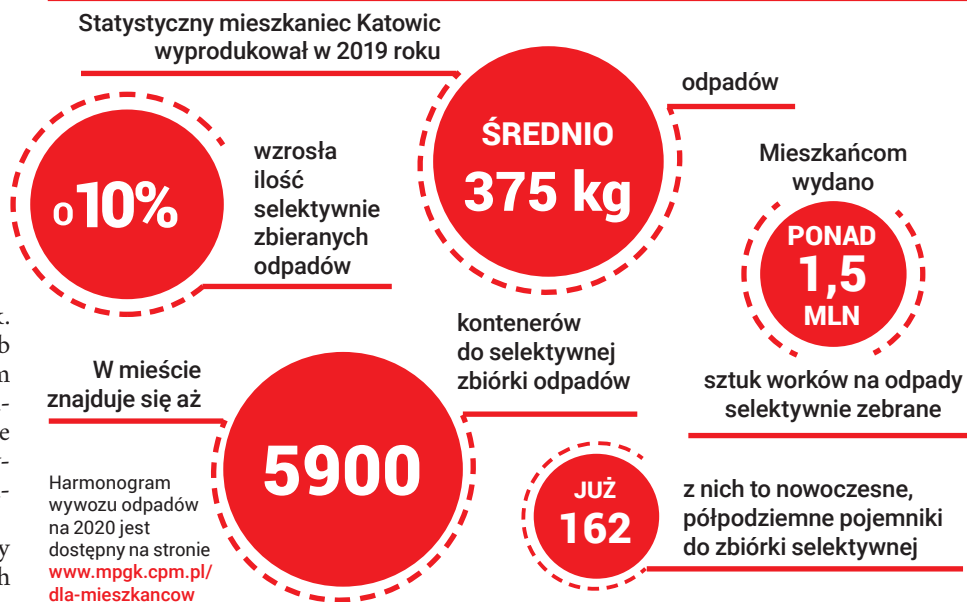 Statystyczny mieszkaniec Katowic
wyprodukował w 2019 roku
ŚREDNIO
375 kg
odpadów
o 10%
wzrosła
ilość
selektywnie
zbieranych
odpadów
Mieszkańcom
wydano
PONAD
1,5
MLN
sztuk worków na odpady
selektywnie zebrane
W mieście
znajduje się aż
5900
kontenerów
do selektywnej
zbiórki odpadów
JUŻ
162
z nich to nowoczesne,
półpodziemne pojemniki
do zbiórki selektywnej
Harmonogram
wywozu odpadów
na 2020 jest
dostępny na stronie
www.mpgk.cpm.pl/
dla-mieszkancow